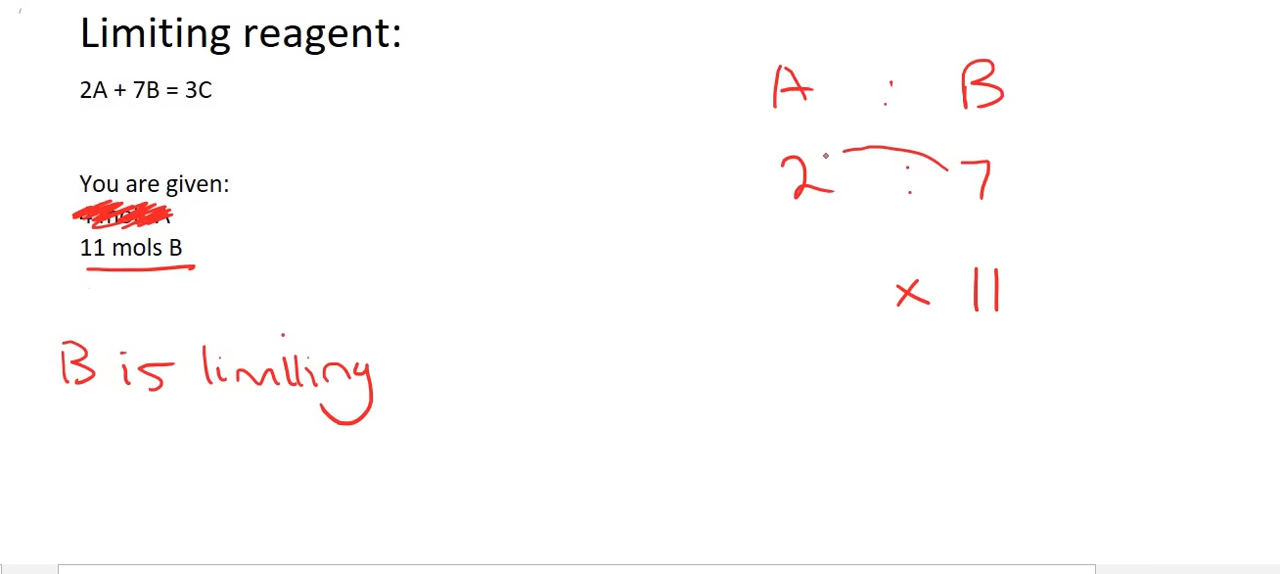 Limiting reagent:
2A + 7B = 3C
You are given:
11 mols B
B is limiting
A : B
2 : 7
x 11